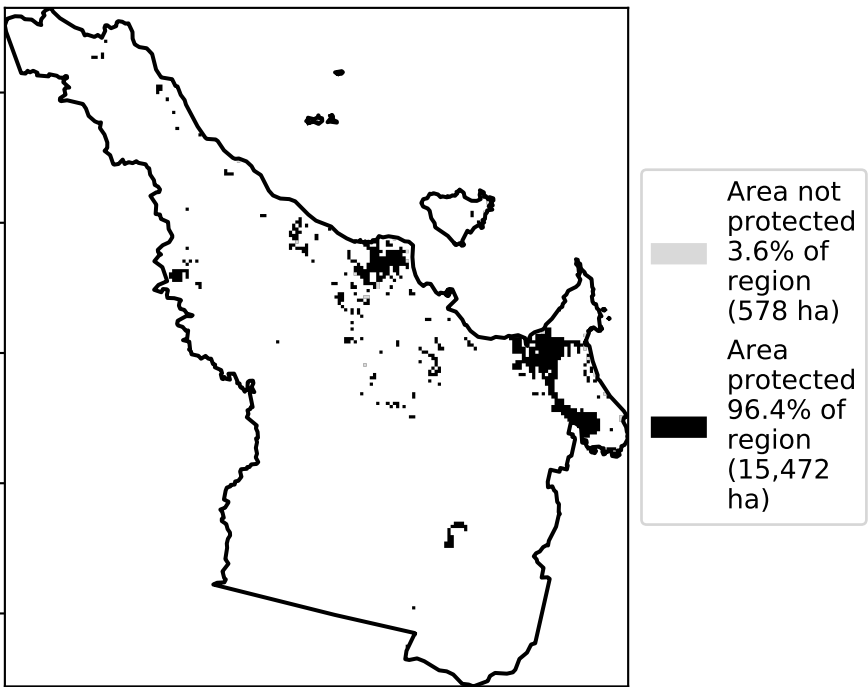 Area not
protected
3.6% of
region
(578 ha)
Area
protected
96.4% of
region
(15,472
ha)